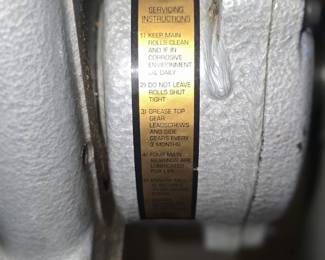 SERVICING
INSTRUCTIONS
1) KEEP MAIN
ROLLS CLEAN
AND IF IN
CORROSIVE
ENVIRONMENT
OIL DAILY
2) DO NOT LEAVE
ROLLS SHUT
TIGHT
3) GREASE TOP
GEAR
LEADSCREWS
AND SIDE
GEARS EVERY
3 MONTHS
4) FOUR MAIN
BEARINGS ARE
LUBRICATED
FOR LIFE